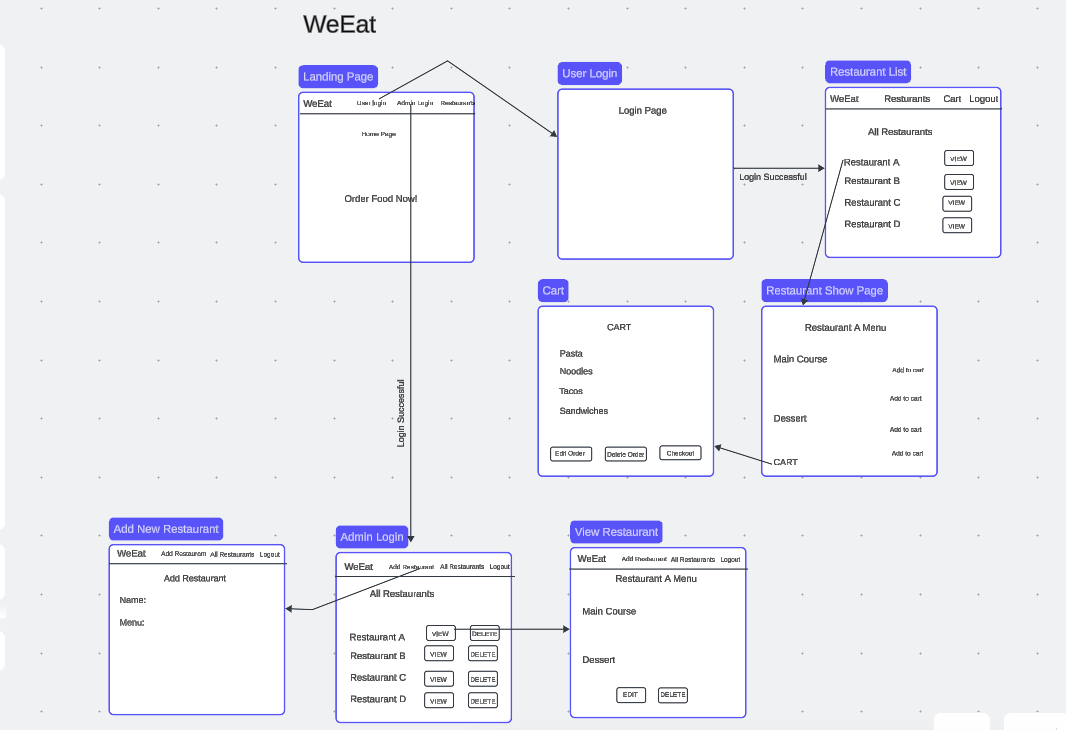 WeEat
Landing Page
WeEat User login Admin Login Restaurants
Home Page
Order Food Now!
User Login
Login Page
Login Successful
Restaurant List
WeEat Resturants Cart Logout
All Restaurants
Restaurant A VIEW
Restaurant B VIEW
Restaurant C VIEW
Restaurant D VIEW
Cart
CART
Pasta
Noodles
Tacos
Sandwiches
Edit Order Delete Order Checkout
Restaurant Show Page
Restaurant A Menu
Main Course
Add to cart
Add to cart
Dessert
Add to cart
Add to cart
CART
Login Successful
Add New Restaurant
WeEat Add Restaurant All Restaurants Logout
Add Restaurant
Name:
Menu:
Admin Login
WeEat Add Restaurant All Restaurants Logout
All Restaurants
Restaurant A VIEW DELETE
Restaurant B VIEW DELETE
Restaurant C VIEW DELETE
Restaurant D VIEW DELETE
View Restaurant
WeEat Add Restaurant All Restaurants Logout
Restaurant A Menu
Main Course
Dessert
EDIT DELETE